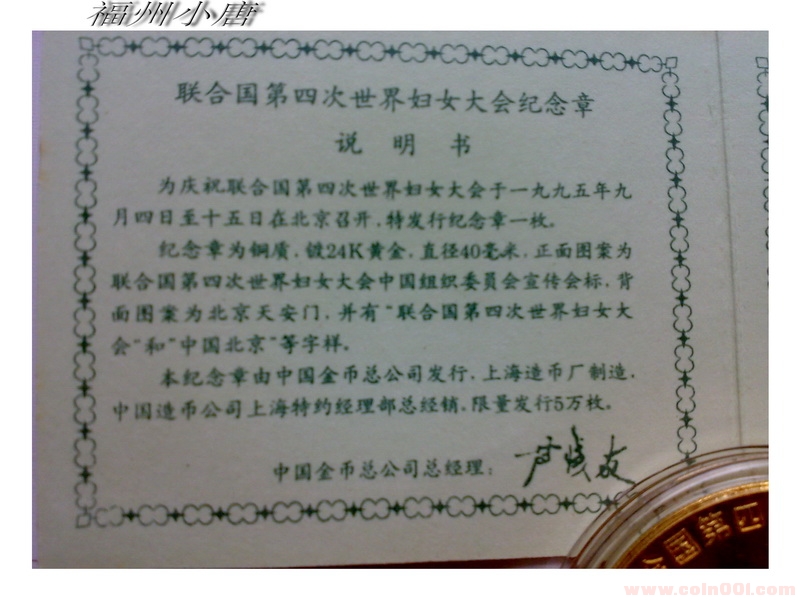 福州小唐
联合国第四次世界妇女大会纪念章
说 明 书
为庆祝联合国第四次世界妇女大会于一九九五年九
月四日至十五日在北京召开，特发行纪念章一枚。
纪念章为铜质，镀24K黄金，直径40毫米，正面图案为
联合国第四次世界妇女大会中国组织委员会宣传会标，背
面图案为北京天安门，并有“联合国第四次世界妇女大
会“和“中国北京”等字样。
本纪念章由中国金币总公司发行，上海造币厂制造，
中国造币公司上海特约经理部总经销，限量发行5万枚。
中国金币总公司总经理：
国第四
www.coin001.com